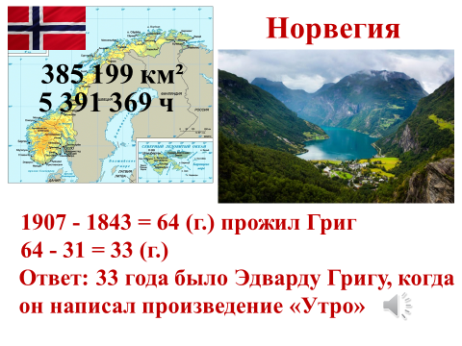 Норвегия
385 199 км²
5 391 369 ч
1907 - 1843 = 64 (г.) прожил Григ
64 - 31 = 33 (г.)
Ответ: 33 года было Эдварду Григу, когда
он написал произведение «Утро»